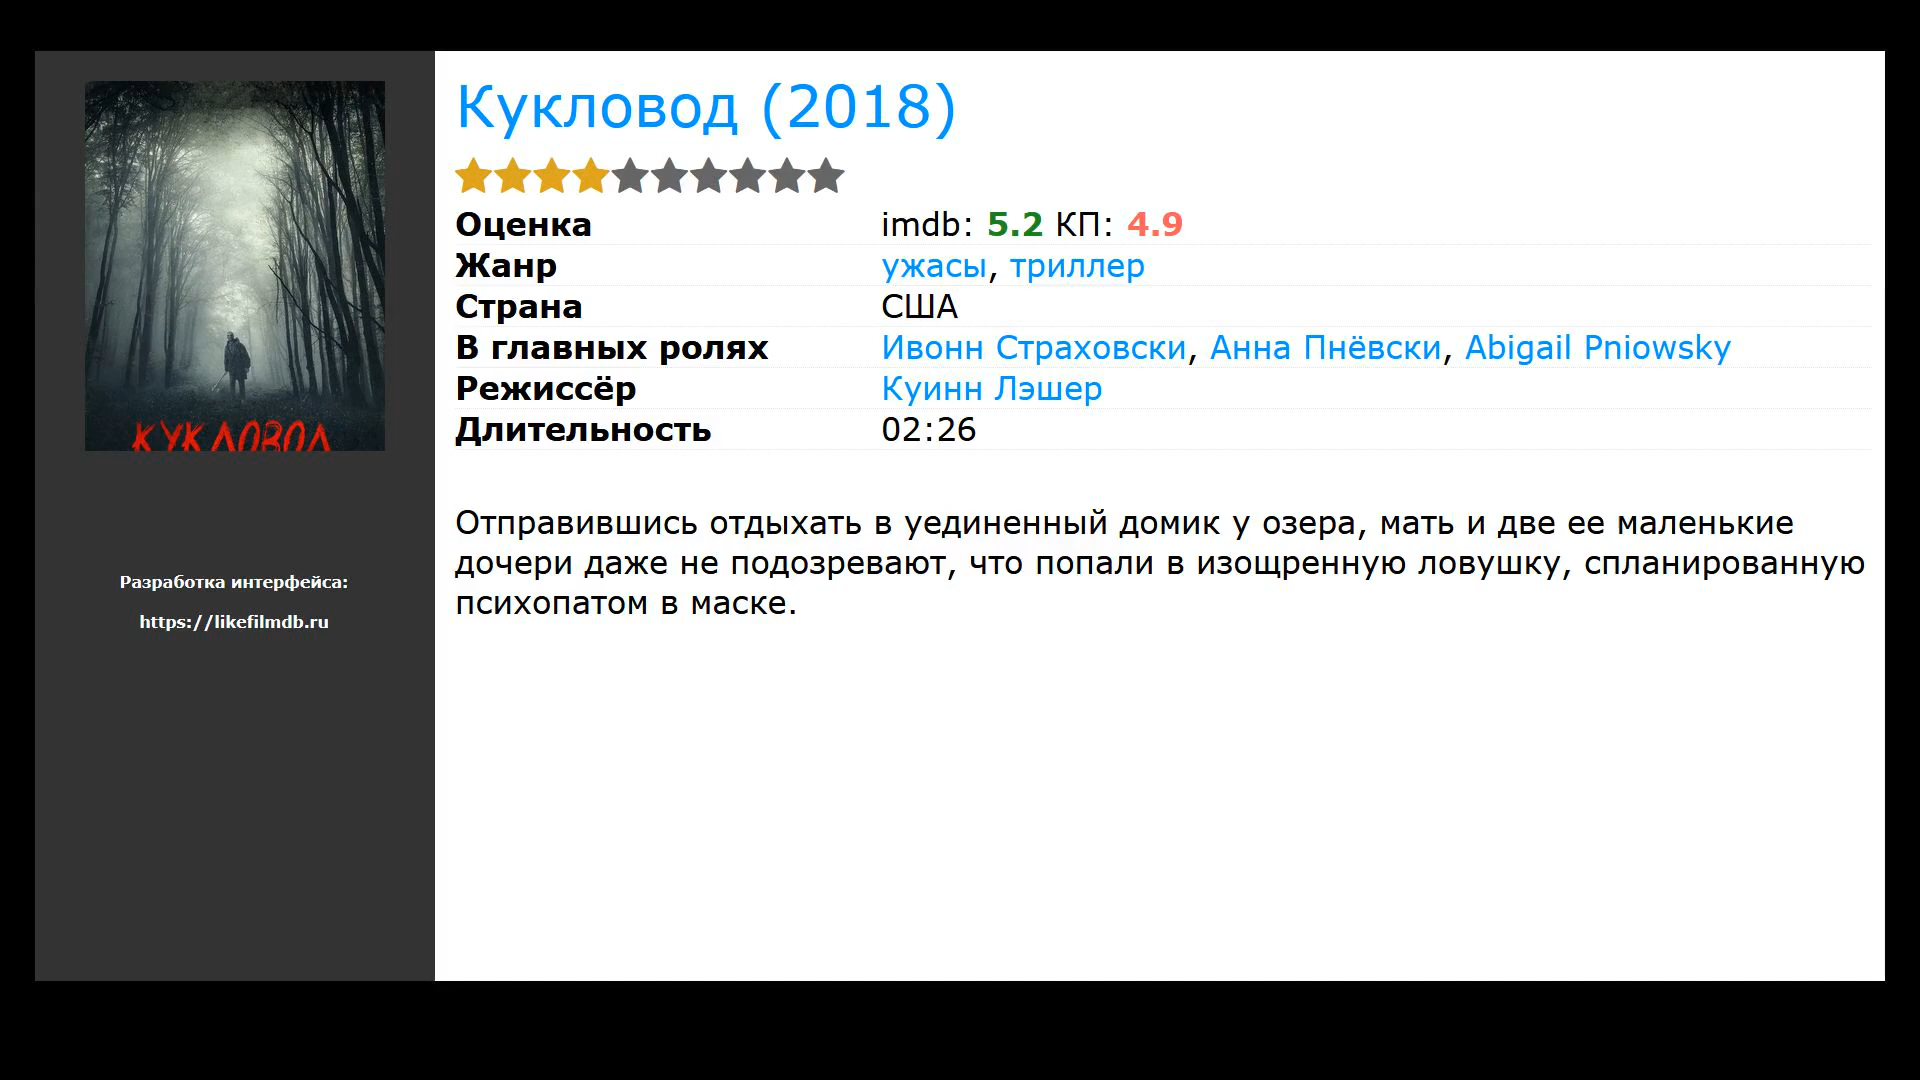 КУКЛОВОД
Разработка интерфейса:
https://likefilmdb.ru
Кукловод (2018)
Оценка imdb: 5.2 КП: 4.9
Жанр ужасы, триллер
Страна США
В главных ролях Ивонн Страховски, Анна Пнёвски, Abigail Pniowsky
Режиссёр Куинн Лэшер
Длительность 02:26
Отправившись отдыхать в уединенный домик у озера, мать и две ее маленькие
дочери даже не подозревают, что попали в изощренную ловушку, спланированную
психопатом в маске.